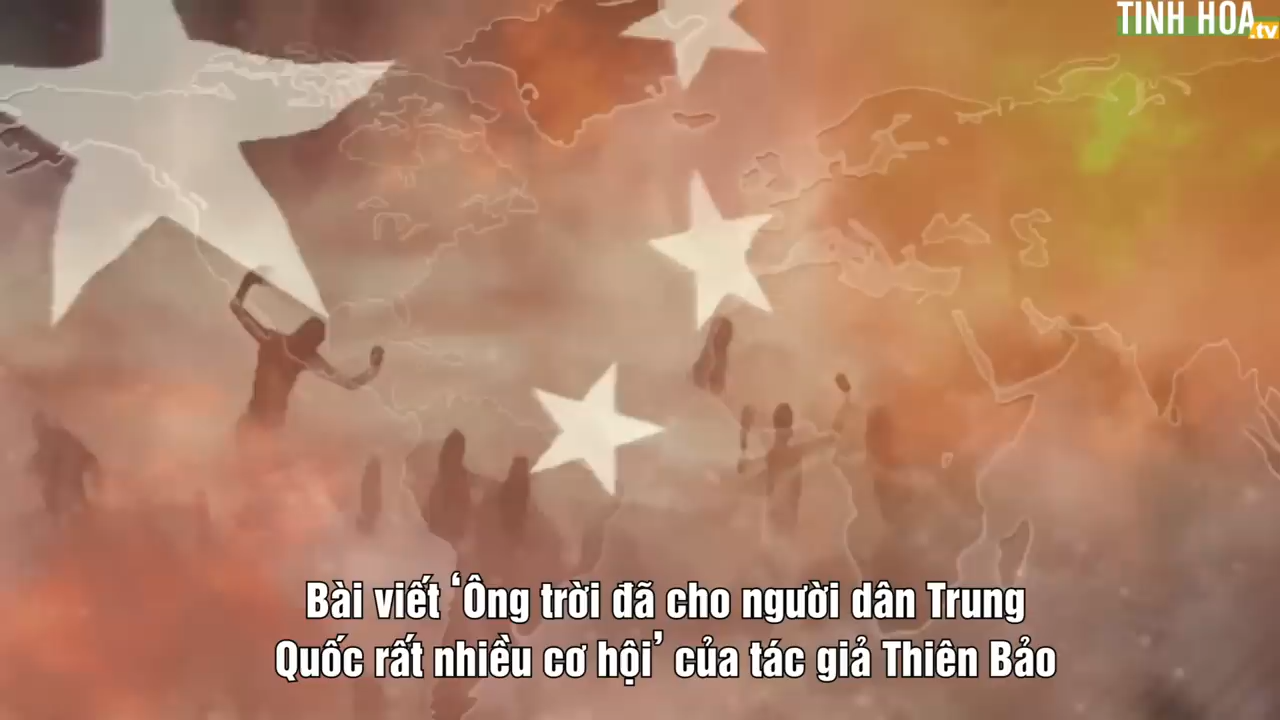 TINH HOA
.tv
Bài viết ‘Ông trời đã cho người dân Trung
Quốc rất nhiều cơ hội’ của tác giả Thiên Bảo